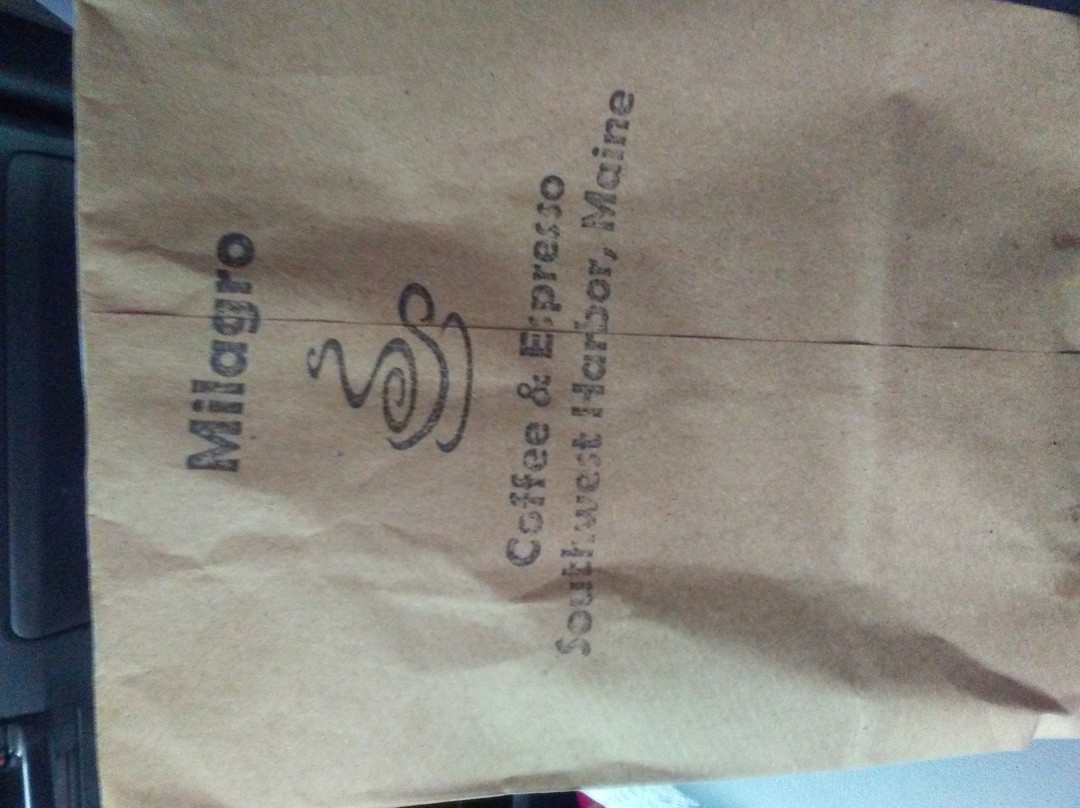 Milagro
Coffee & Espresso
Southwest Harbor, Maine